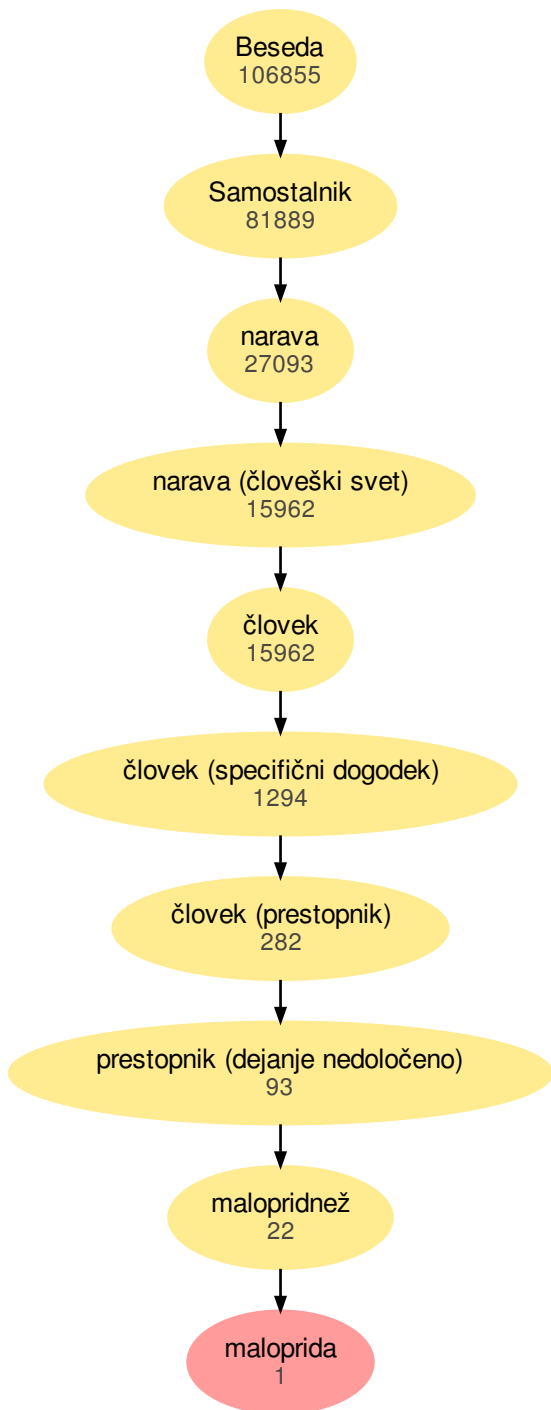 Beseda
106855
Samostalnik
81889
narava
27093
narava (človeški svet)
15962
človek
15962
človek (specifični dogodek)
1294
človek (prestopnik)
282
prestopnik (dejanje nedoločeno)
93
malopridnež
22
maloprida
1